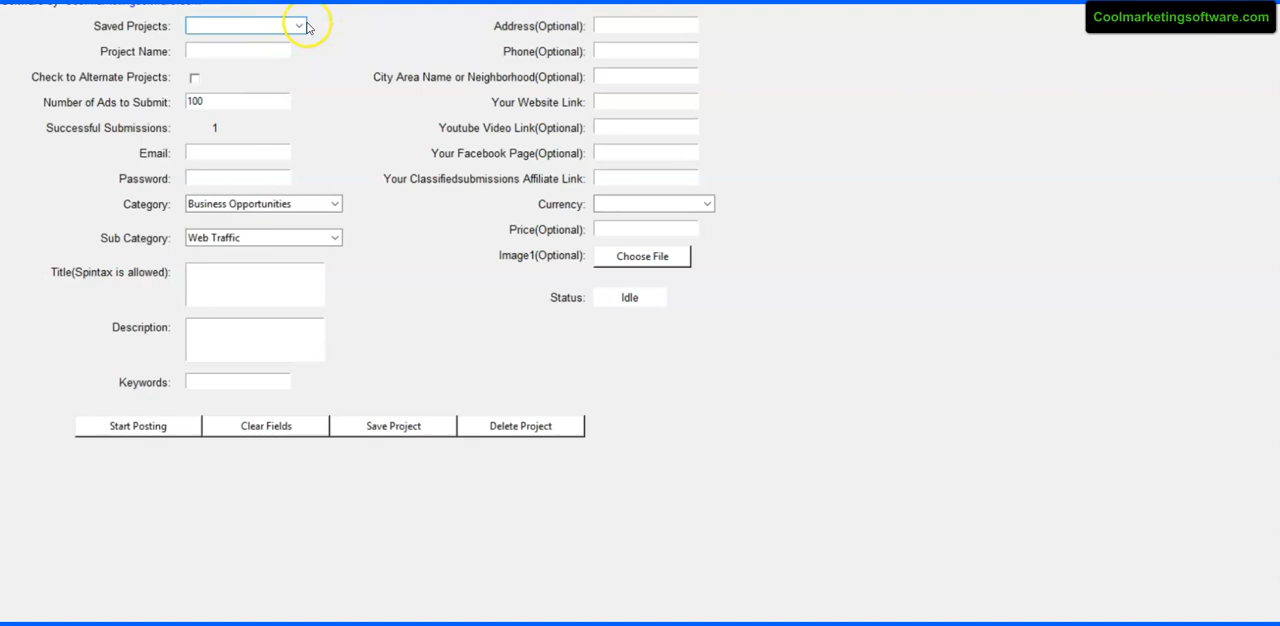 Coolmarketingsoftware.com
Saved Projects:
Project Name:
Check to Alternate Projects:
Number of Ads to Submit: 100
Successful Submissions: 1
Email:
Password:
Category: Business Opportunities
Sub Category: Web Traffic
Title(Spintax is allowed):
Description:
Keywords:
Address(Optional):
Phone(Optional):
City Area Name or Neighborhood(Optional):
Your Website Link:
Youtube Video Link(Optional):
Your Facebook Page(Optional):
Your Classifiedsubmissions Affiliate Link:
Currency:
Price(Optional):
Image1(Optional): Choose File
Status: Idle
Start Posting Clear Fields Save Project Delete Project